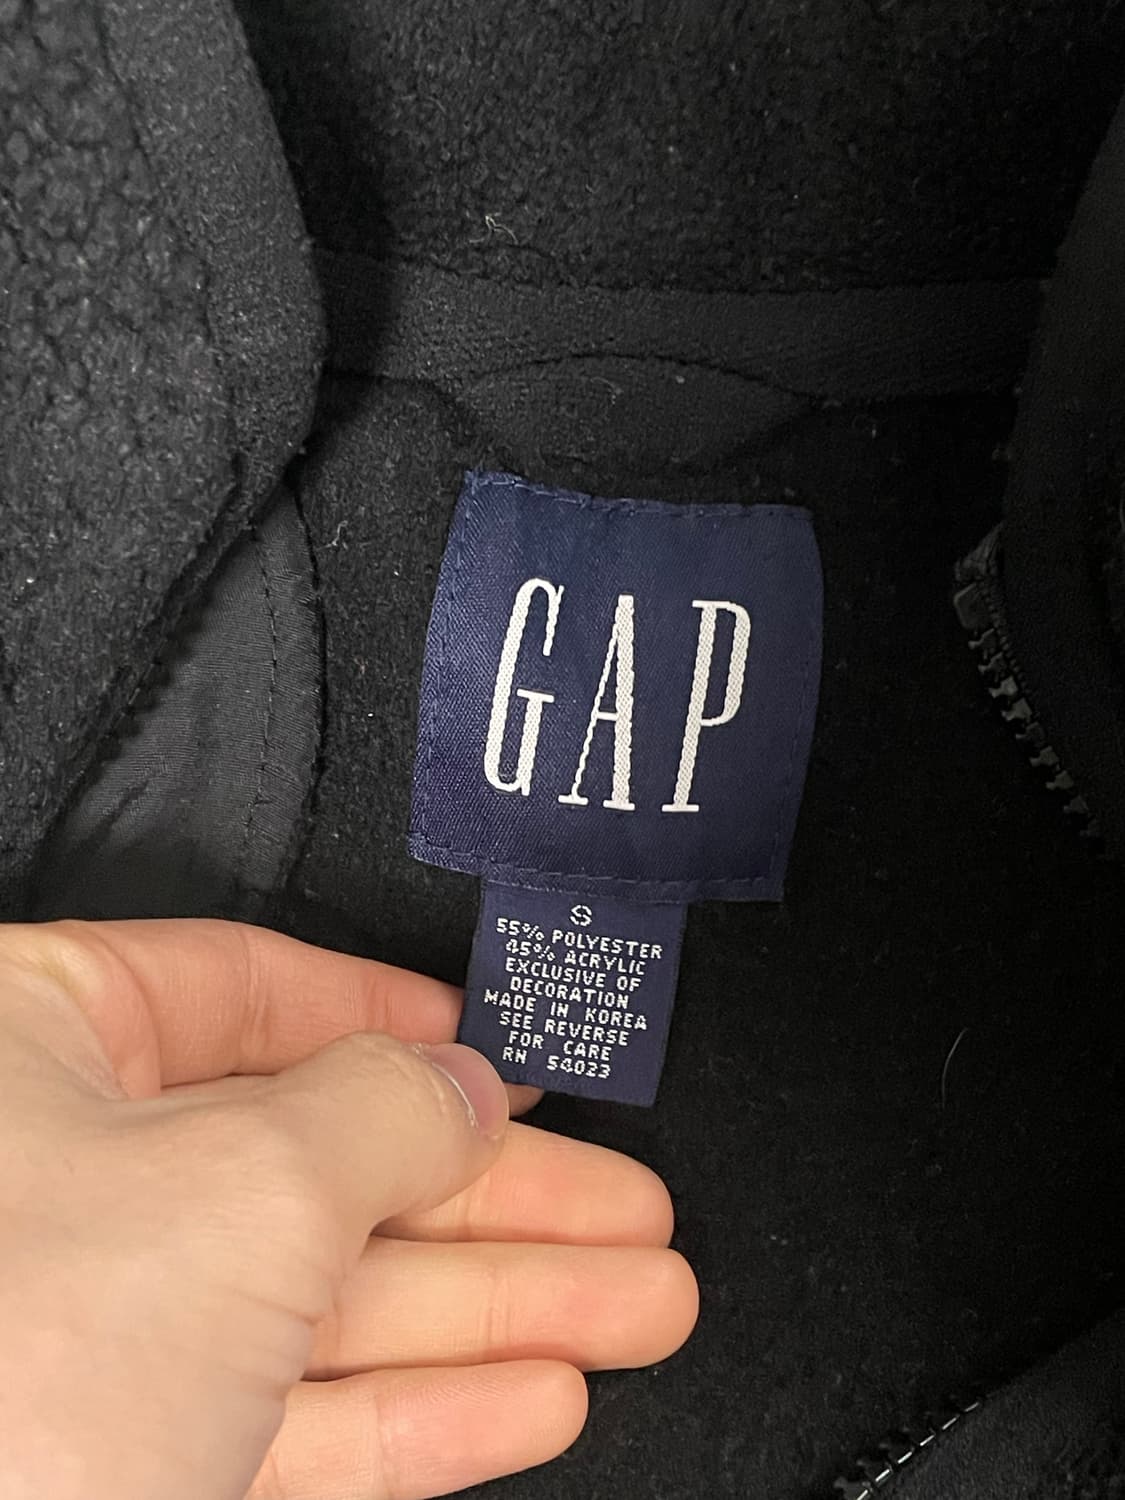 GAP
S
55% POLYESTER
45% ACRYLIC
EXCLUSIVE OF
DECORATION
MADE IN KOREA
SEE REVERSE
FOR CARE
RN 54023